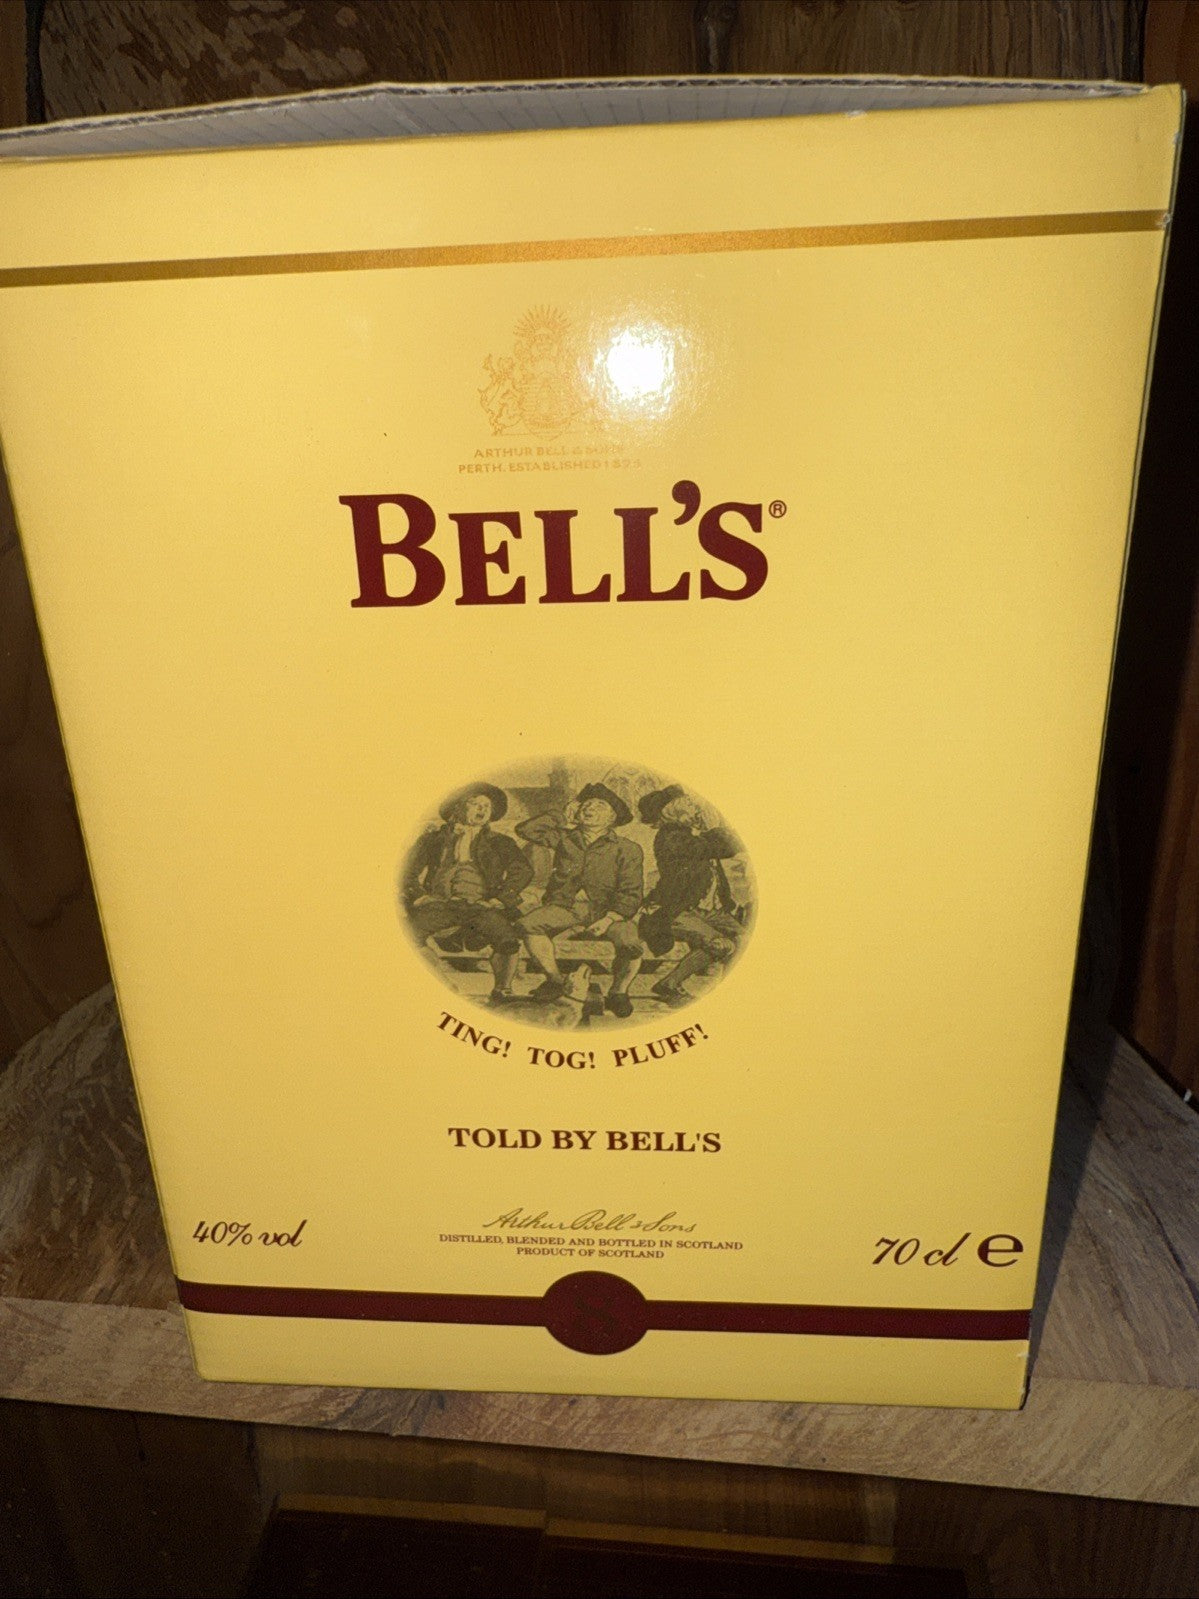 ARTHUR BELL & SONS
PERTH. ESTABLISHED 1825
BELL'S®
TING! TOG! PLUFF!
TOLD BY BELL'S
40% vol
Arthur Bell & Sons
DISTILLED, BLENDED AND BOTTLED IN SCOTLAND
PRODUCT OF SCOTLAND
70 cl e
8